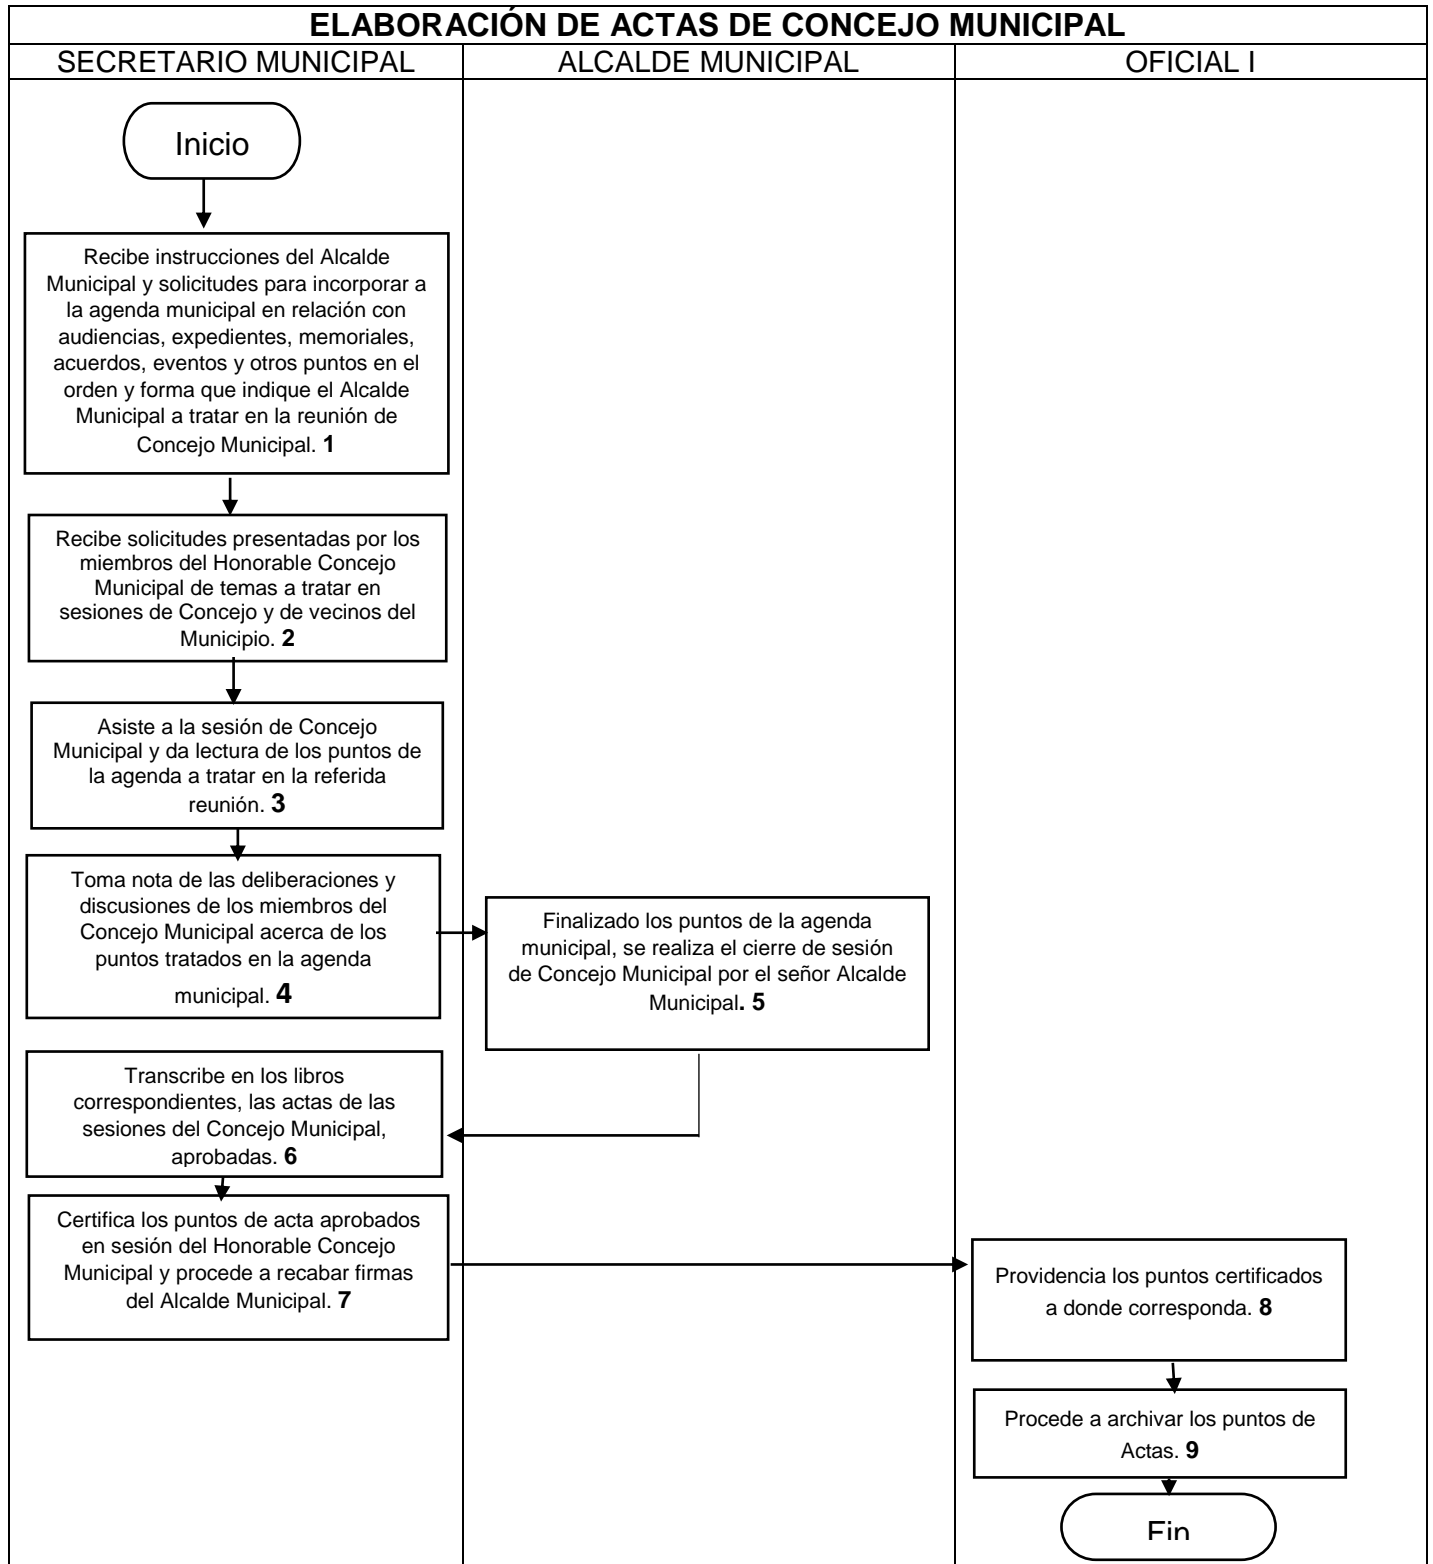 ELABORACIÓN DE ACTAS DE CONCEJO MUNICIPAL
SECRETARIO MUNICIPAL
ALCALDE MUNICIPAL
OFICIAL I
Inicio
Recibe instrucciones del Alcalde
Municipal y solicitudes para incorporar a
la agenda municipal en relación con
audiencias, expedientes, memoriales,
acuerdos, eventos y otros puntos en el
orden y forma que indique el Alcalde
Municipal a tratar en la reunión de
Concejo Municipal. 1
Recibe solicitudes presentadas por los
miembros del Honorable Concejo
Municipal de temas a tratar en
sesiones de Concejo y de vecinos del
Municipio. 2
Asiste a la sesión de Concejo
Municipal y da lectura de los puntos de
la agenda a tratar en la referida
reunión. 3
Toma nota de las deliberaciones y
discusiones de los miembros del
Concejo Municipal acerca de los
puntos tratados en la agenda
municipal. 4
Finalizado los puntos de la agenda
municipal, se realiza el cierre de sesión
de Concejo Municipal por el señor Alcalde
Municipal. 5
Transcribe en los libros
correspondientes, las actas de las
sesiones del Concejo Municipal,
aprobadas. 6
Certifica los puntos de acta aprobados
en sesión del Honorable Concejo
Municipal y procede a recabar firmas
del Alcalde Municipal. 7
Providencia los puntos certificados
a donde corresponda. 8
Procede a archivar los puntos de
Actas. 9
Fin